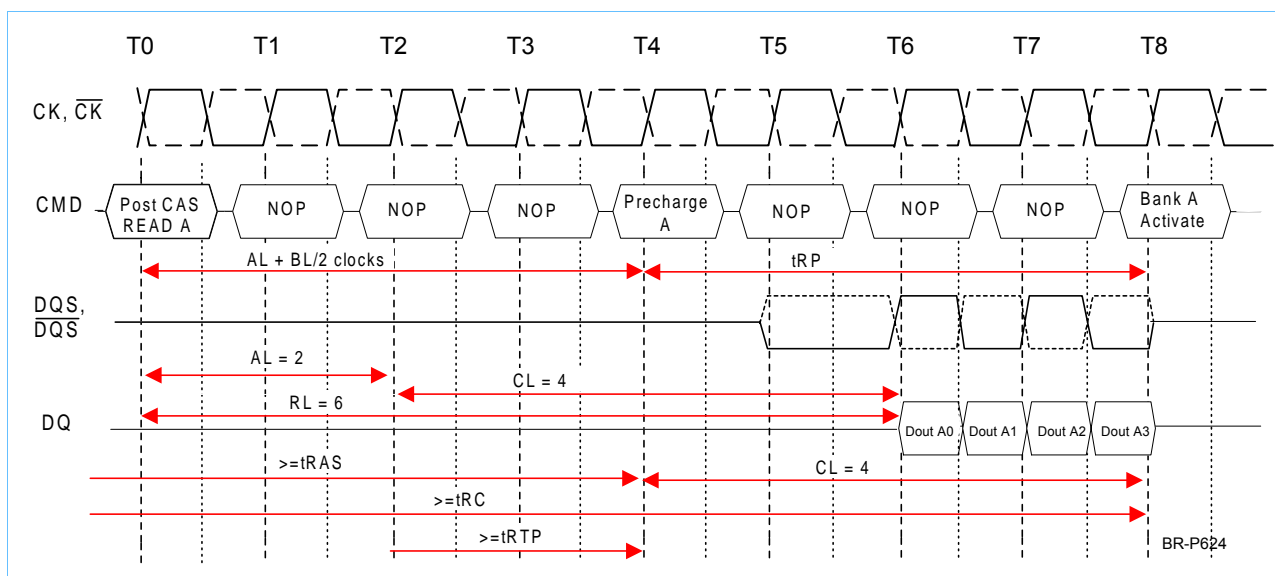 T0 T1 T2 T3 T4 T5 T6 T7 T8
CK, CK
CMD
Post CAS
READ A
NOP
NOP
NOP
Precharge
A
NOP
NOP
NOP
Bank A
Activate
AL + BL/2 clocks
tRP
DQS,
DQS
AL = 2
CL = 4
RL = 6
DQ
Dout A0
Dout A1
Dout A2
Dout A3
>=tRAS
CL = 4
>=tRC
>=tRTP
BR-P624